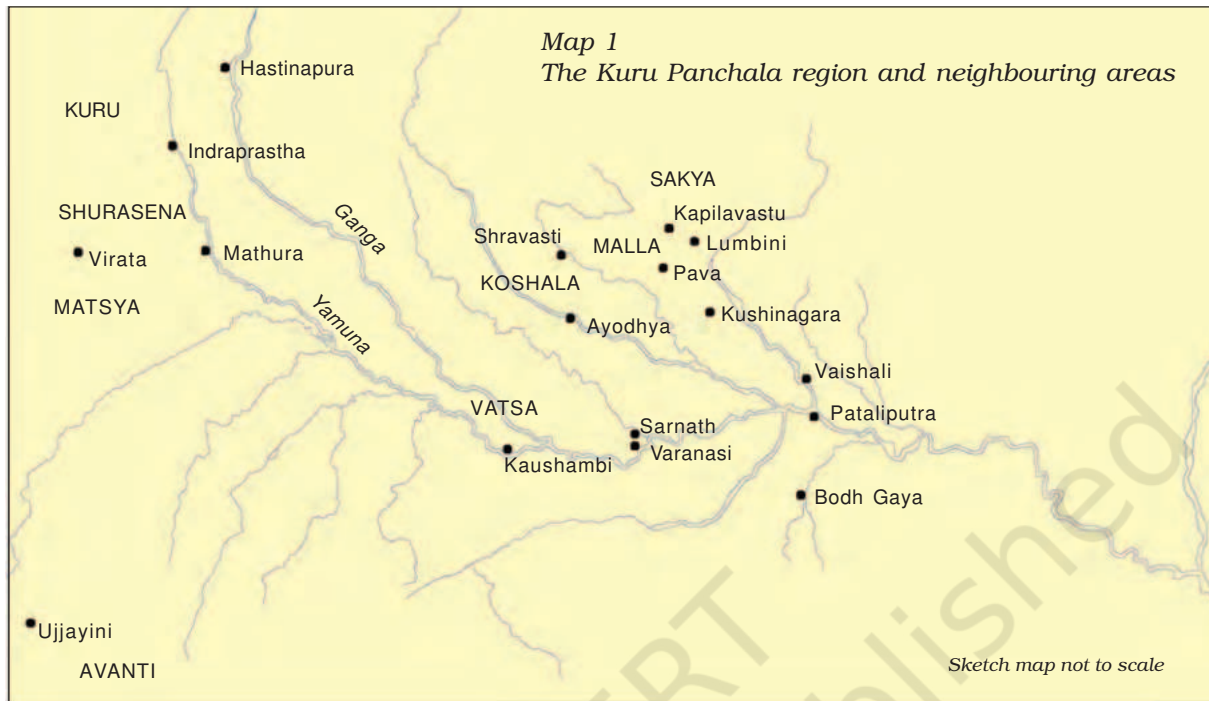 Map 1
The Kuru Panchala region and neighbouring areas
Hastinapura
KURU
Indraprastha
SAKYA
Kapilavastu
SHURASENA
Ganga
Shravasti
MALLA
Lumbini
Virata
Mathura
Pava
KOSHALA
MATSYA
Yamuna
Ayodhya
Kushinagara
Vaishali
VATSA
Pataliputra
Sarnath
Varanasi
Kaushambi
Bodh Gaya
Ujjayini
AVANTI
Sketch map not to scale